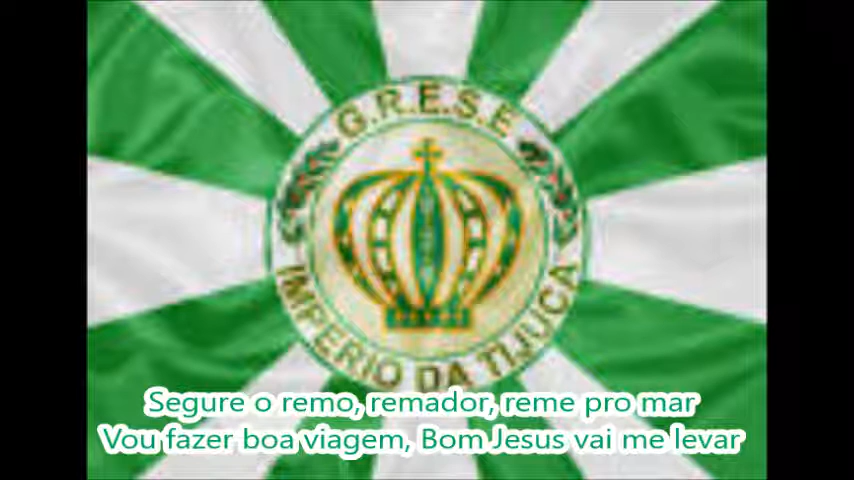 G.R.E.S.E
IMPERIO DA TIJUCA
Segure o remo, remador, reme pro mar
Vou fazer boa viagem, Bom Jesus vai me levar